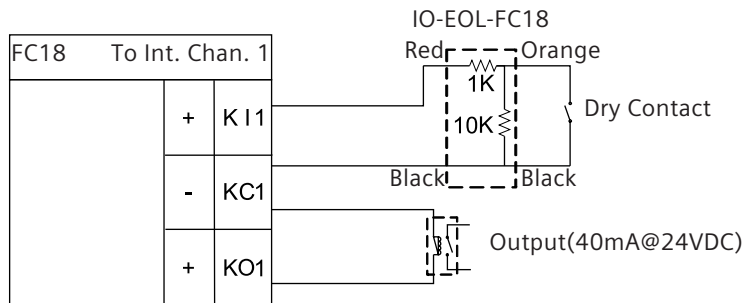 IO-EOL-FC18
FC18 To Int. Chan. 1
Red Orange
1K
+ KI1
10K
Dry Contact
Black Black
- KC1
Output(40mA@24VDC)
+ KO1